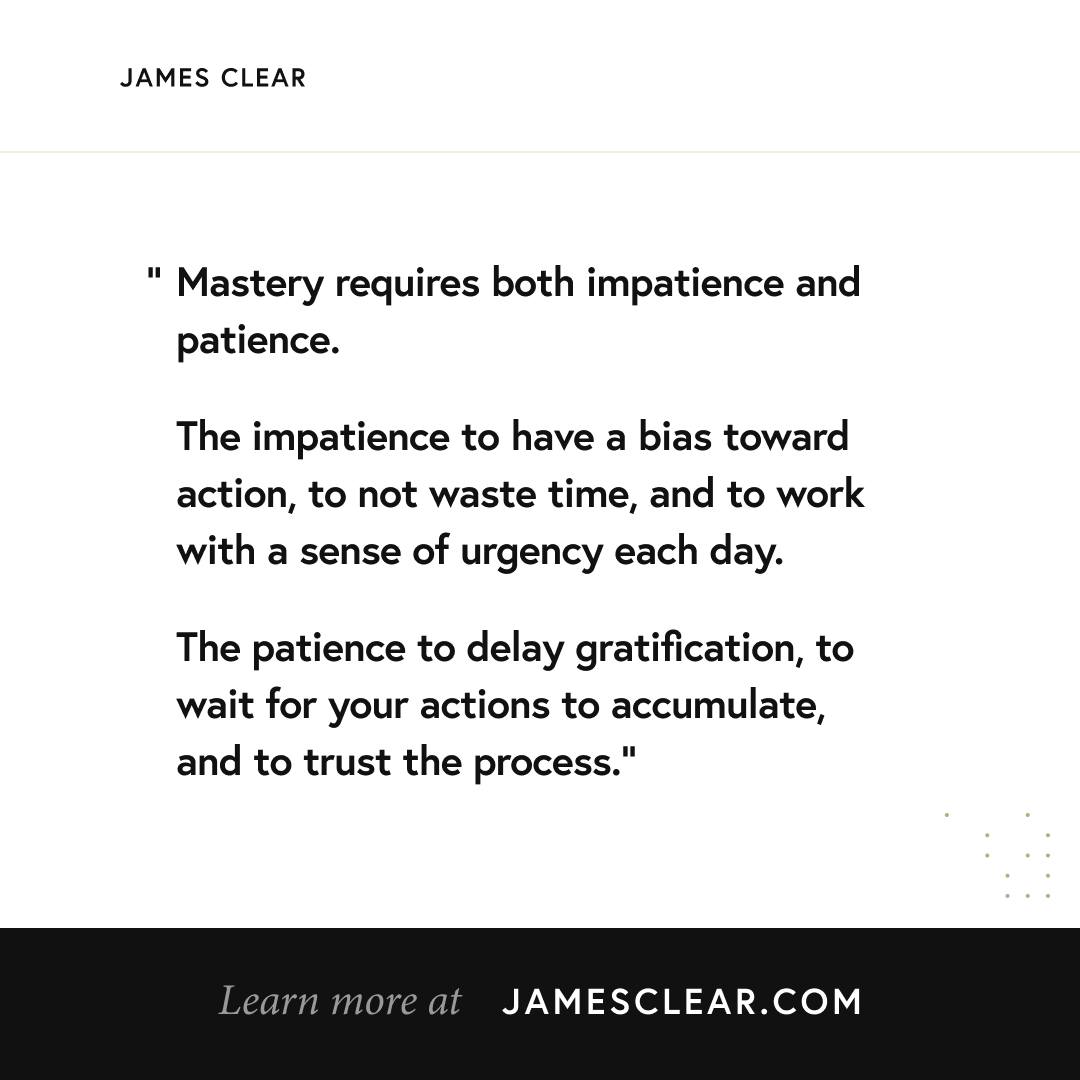 JAMES CLEAR
" Mastery requires both impatience and
patience.
The impatience to have a bias toward
action, to not waste time, and to work
with a sense of urgency each day.
The patience to delay gratification, to
wait for your actions to accumulate,
and to trust the process."
Learn more at JAMESCLEAR.COM